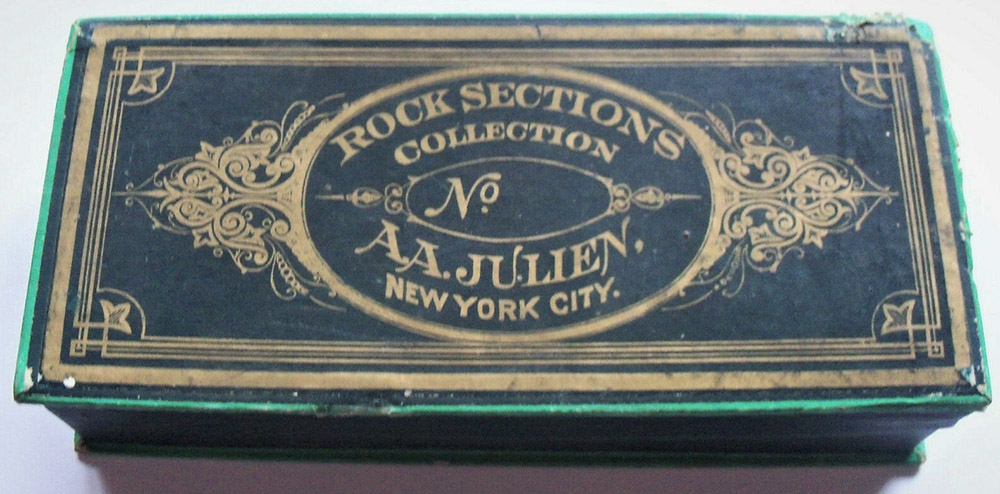 ROCK SECTIONS
COLLECTION
No
A.A. JULIEN,
NEW YORK CITY.